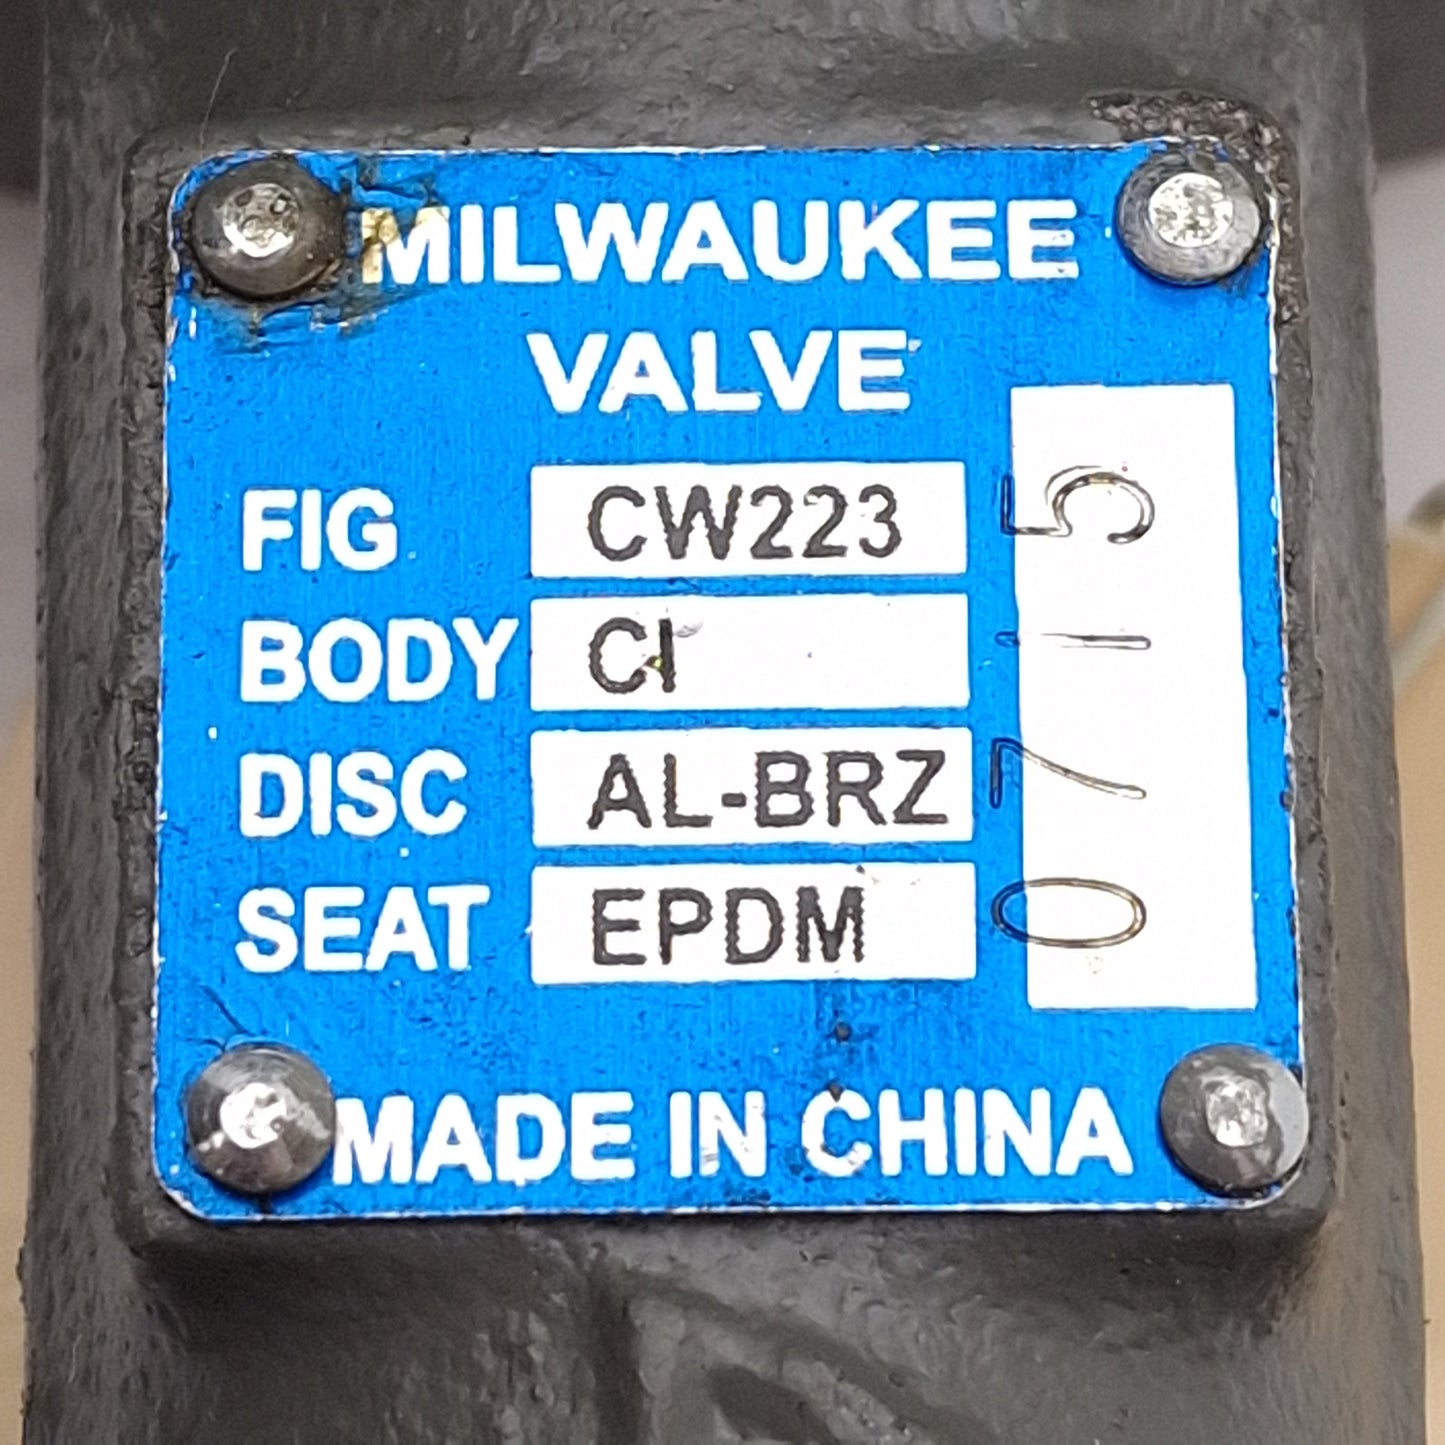 MILWAUKEE
VALVE
FIG CW223
BODY CI
DISC AL-BRZ
SEAT EPDM
MADE IN CHINA
0715